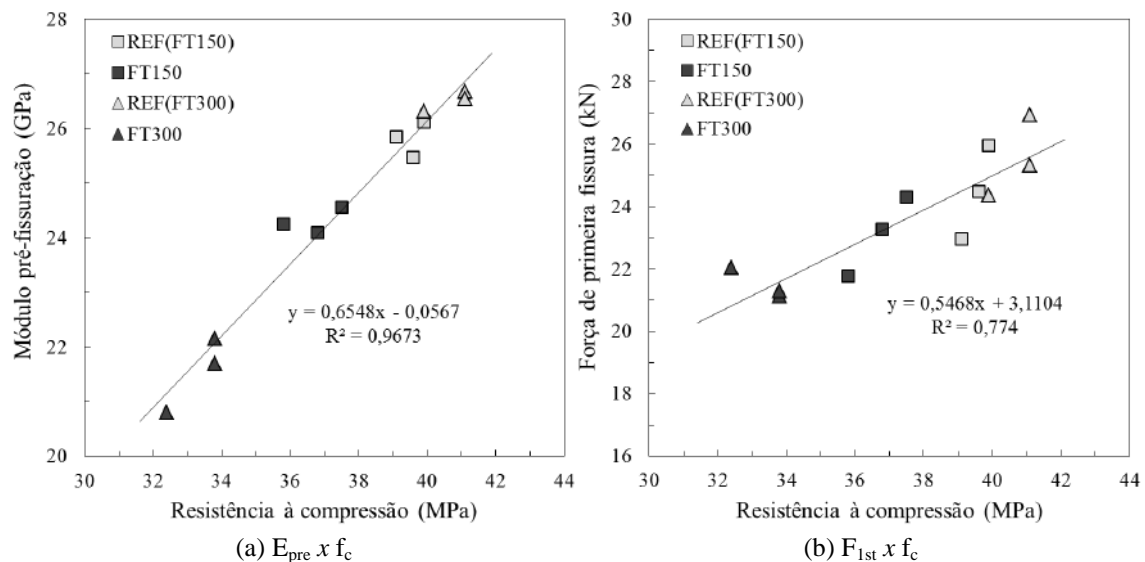 28
26
24
22
20
Módulo pré-fissuração (GPa)
REF(FT150)
FT150
REF(FT300)
FT300
y = 0,6548x - 0,0567
R² = 0,9673
30 32 34 36 38 40 42 44
Resistência à compressão (MPa)
(a) Epre x fc
30
28
26
24
22
20
18
16
Força de primeira fissura (kN)
REF(FT150)
FT150
REF(FT300)
FT300
y = 0,5468x + 3,1104
R² = 0,774
30 32 34 36 38 40 42 44
Resistência à compressão (MPa)
(b) F1st x fc